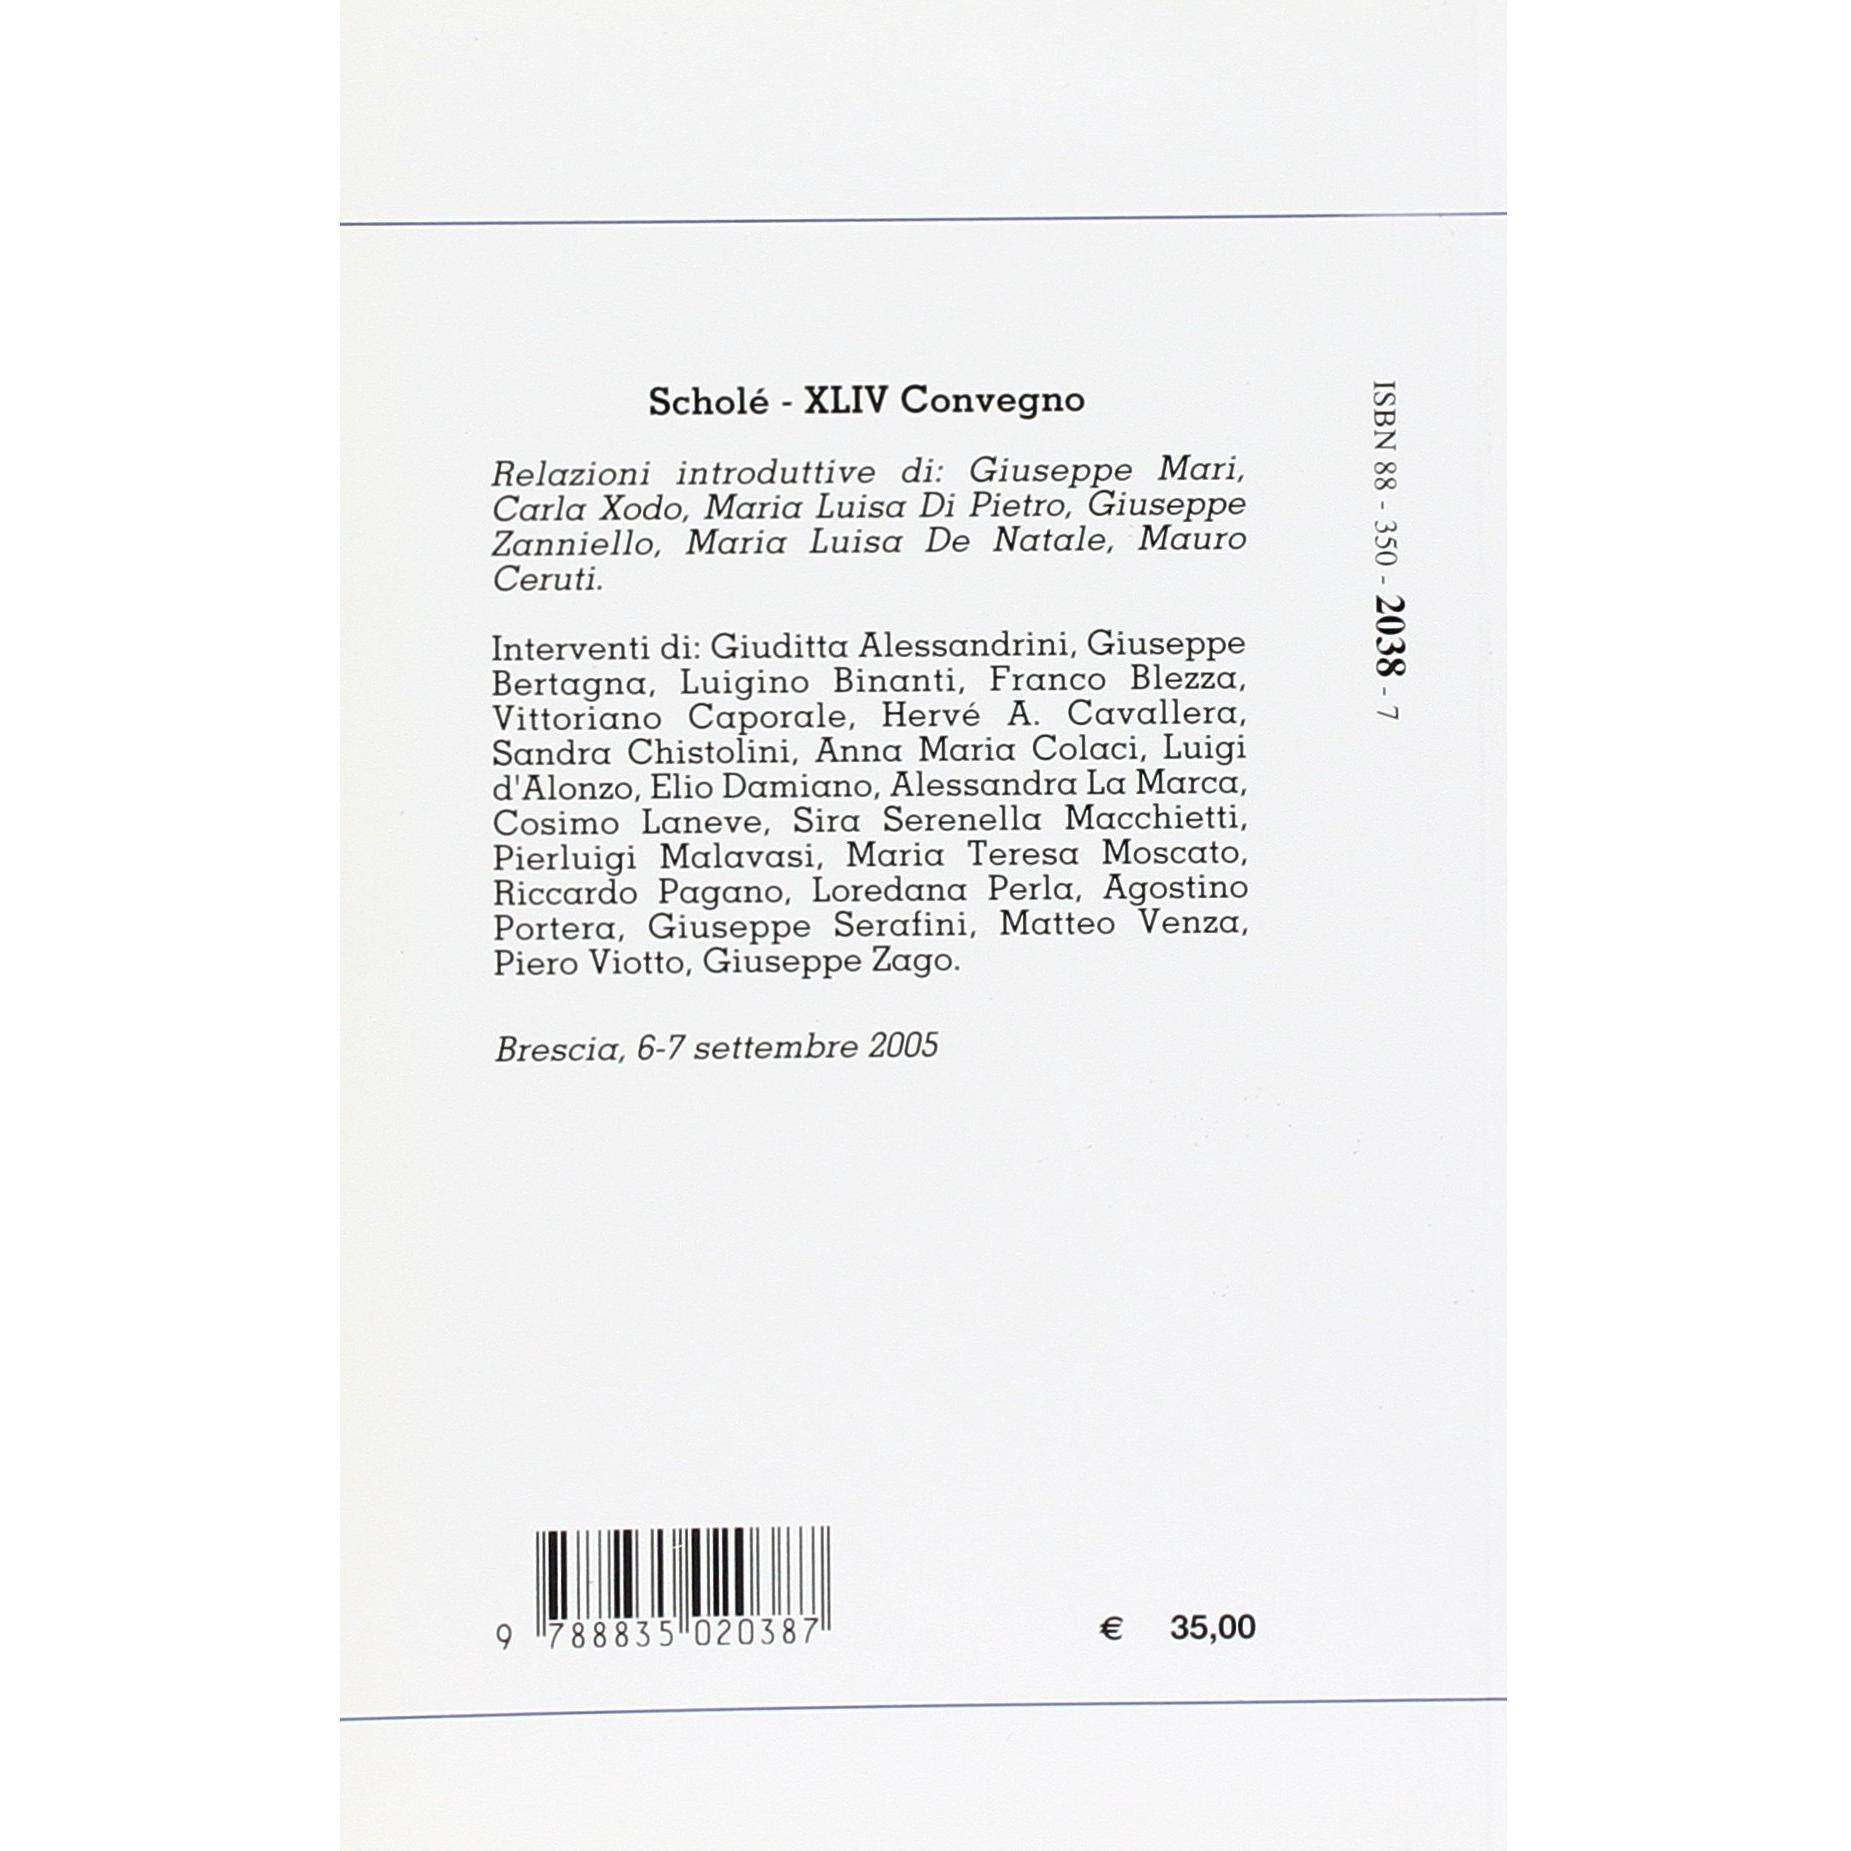 Scholé - XLIV Convegno
Relazioni introduttive di: Giuseppe Mari,
Carla Xodo, Maria Luisa Di Pietro, Giuseppe
Zanniello, Maria Luisa De Natale, Mauro
Ceruti.
Interventi di: Giuditta Alessandrini, Giuseppe
Bertagna, Luigino Binanti, Franco Blezza,
Vittoriano Caporale, Hervé A. Cavallera,
Sandra Chistolini, Anna Maria Colaci, Luigi
d'Alonzo, Elio Damiano, Alessandra La Marca,
Cosimo Laneve, Sira Serenella Macchietti,
Pierluigi Malavasi, Maria Teresa Moscato,
Riccardo Pagano, Loredana Perla, Agostino
Portera, Giuseppe Serafini, Matteo Venza,
Piero Viotto, Giuseppe Zago.
Brescia, 6-7 settembre 2005
ISBN 88 - 350 - 2038 - 7
9 788835 020387
€ 35,00